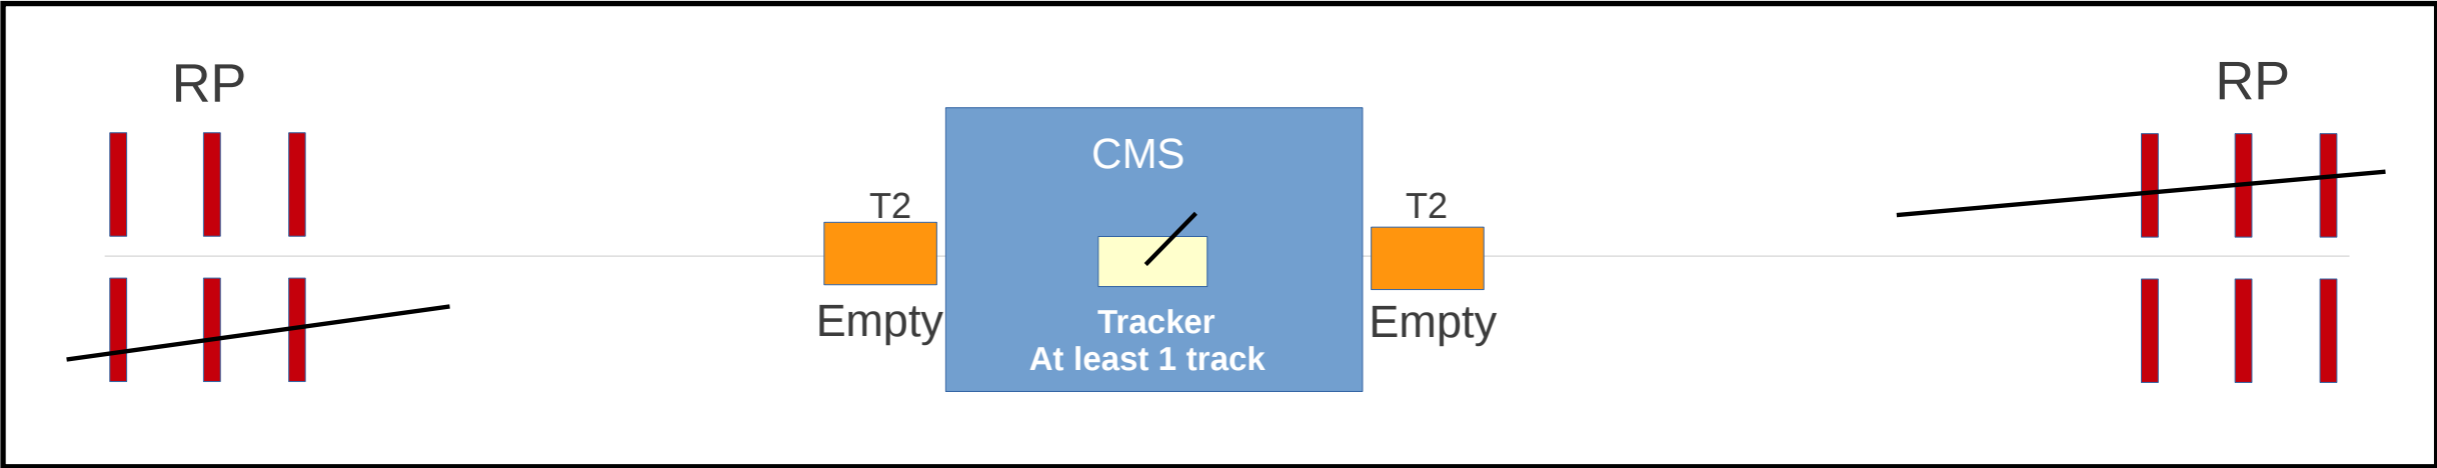 RP
RP
CMS
T2
T2
Empty
Empty
Tracker
At least 1 track